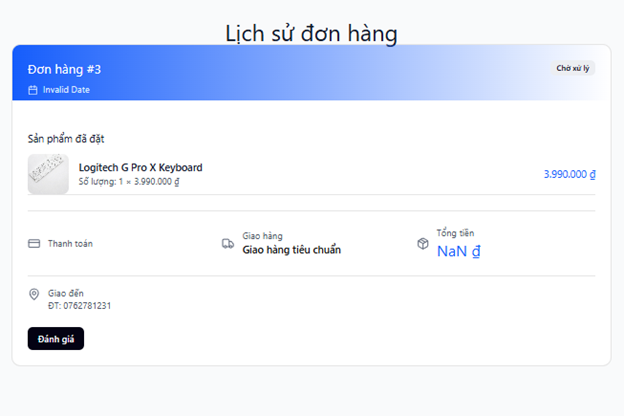 Lịch sử đơn hàng
Đơn hàng #3
Chờ xử lý
Invalid Date
Sản phẩm đã đặt
Logitech G Pro X Keyboard
Số lượng: 1 × 3.990.000 ₫
3.990.000 ₫
Thanh toán
Giao hàng
Giao hàng tiêu chuẩn
Tổng tiền
NaN ₫
Giao đến
ĐT: 0762781231
Đánh giá